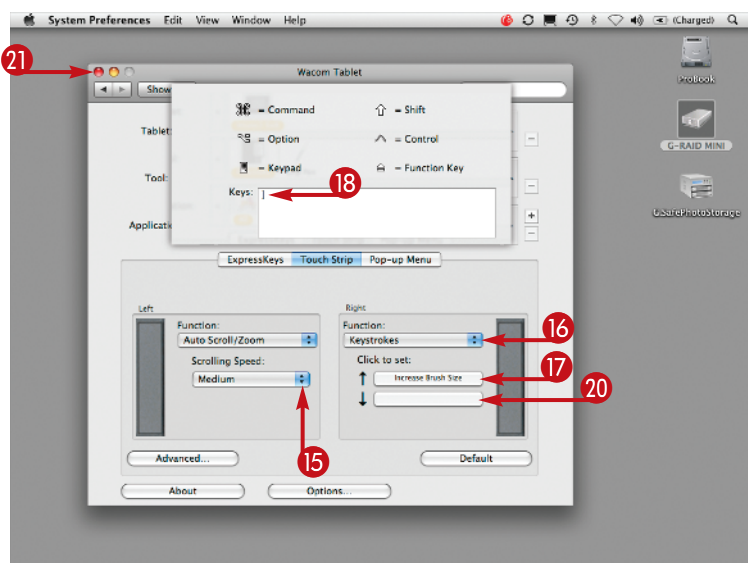 System Preferences Edit View Window Help (Charged)
21
Wacom Tablet
Show
ProBook
⌘ = Command ⇧ = Shift
⌥ = Option ⌃ = Control
= Keypad = Function Key
Tablet:
G-RAID MINI
Tool:
18
Keys: ]
GSafePhotoStorage
+
Applicati
ExpressKeys Touch Strip Pop-up Menu
Left Right
Function: Function:
16
Auto Scroll/Zoom Keystrokes
Scrolling Speed: Click to set:
17
Medium ↑ Increase Brush Size
20
↓
15
Advanced... Default
About Options...